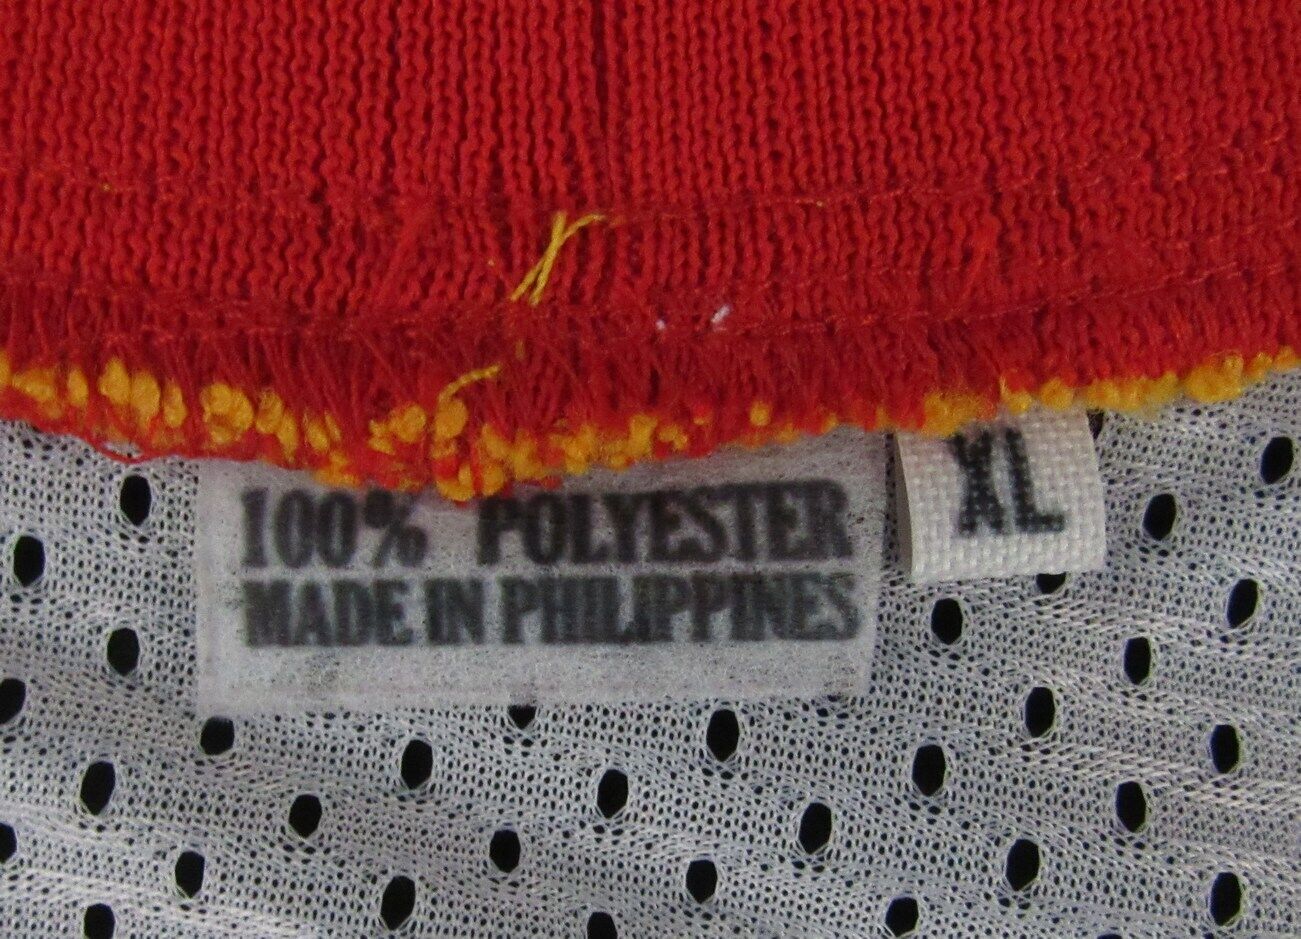 100% POLYESTER
MADE IN PHILIPPINES
XL